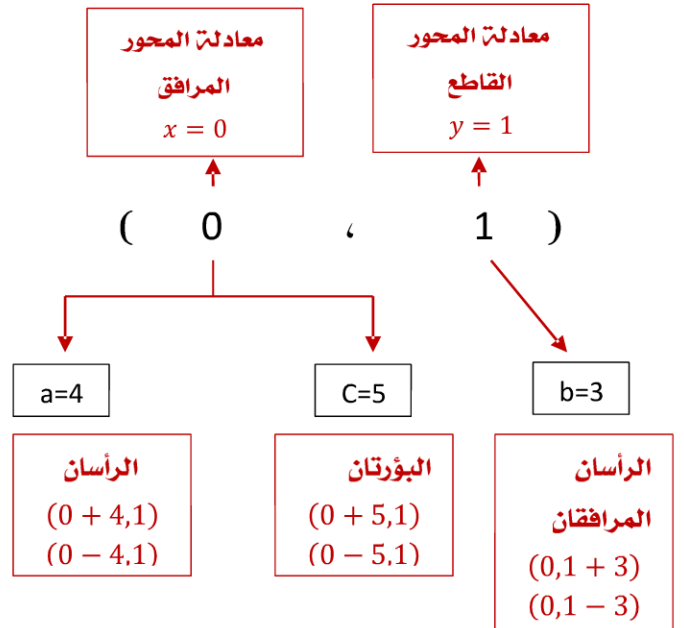 معادلة المحور
المرافق
x = 0
معادلة المحور
القاطع
y = 1
( 0 ، 1 )
a=4
C=5
b=3
الرأسان
(0 + 4,1)
(0 − 4,1)
البؤرتان
(0 + 5,1)
(0 − 5,1)
الرأسان
المرافقان
(0,1 + 3)
(0,1 − 3)